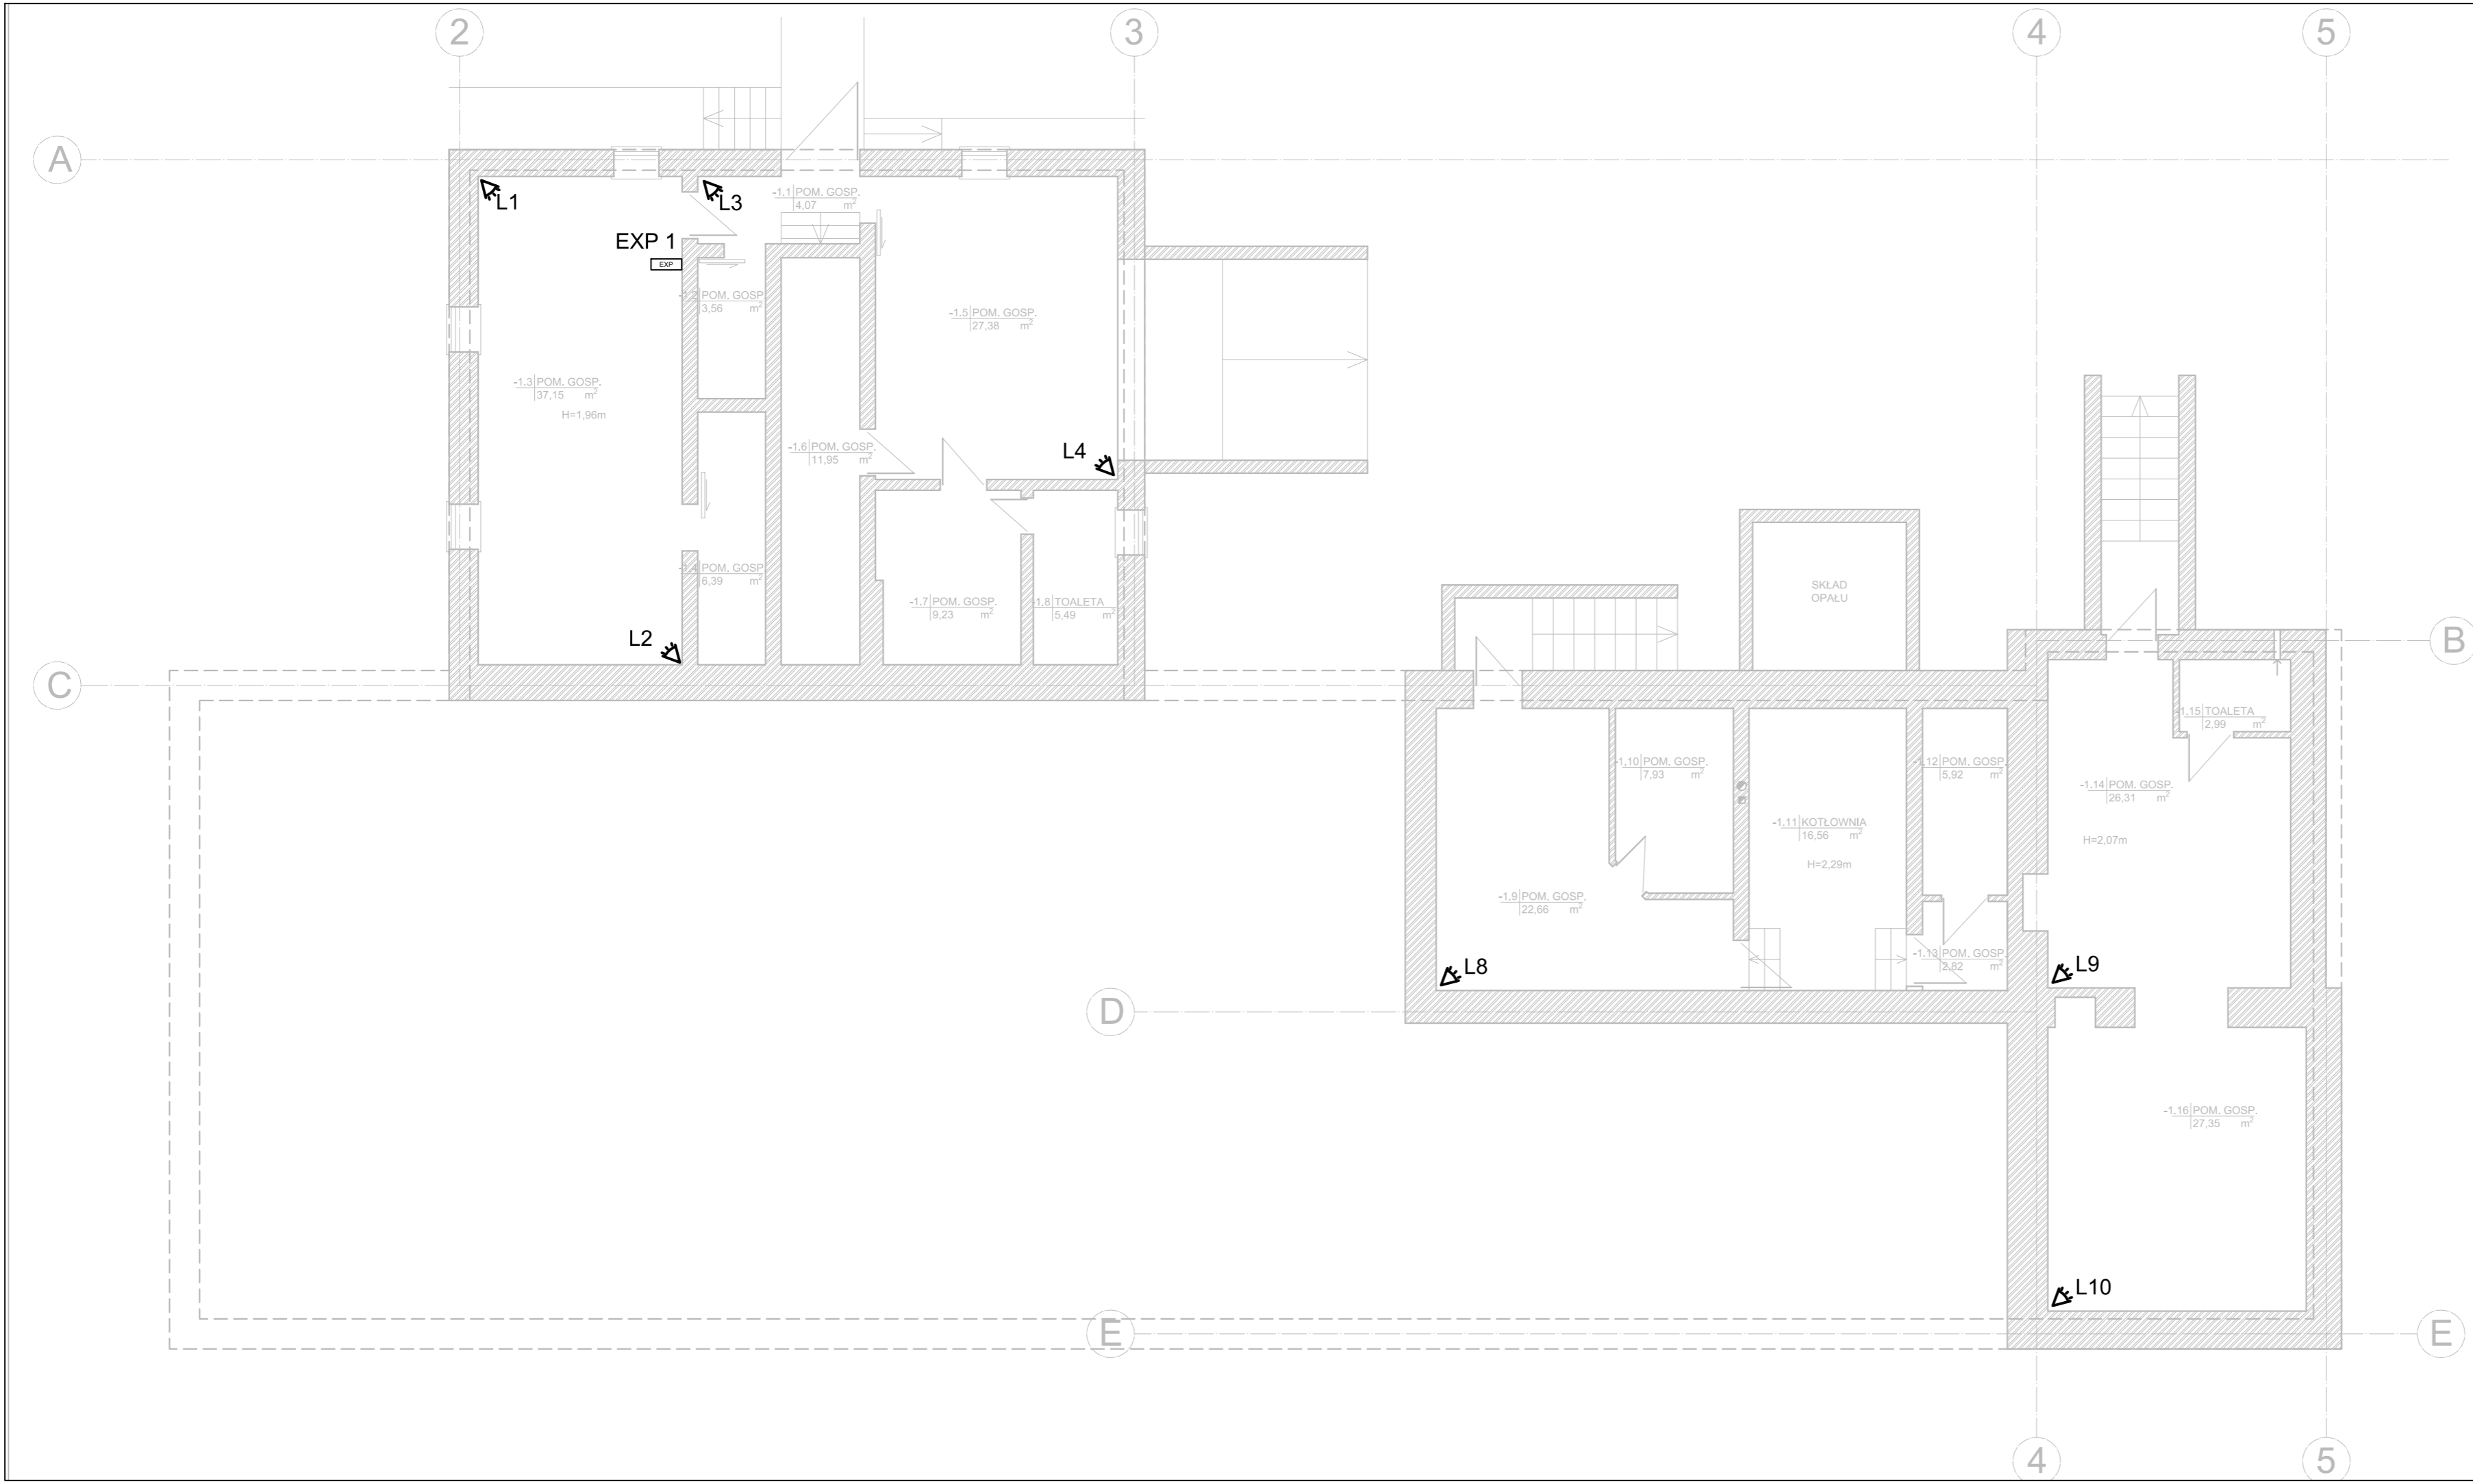 2
3
4
5
A
L1
L3
-1.1 POM. GOSP.
4,07 m²
EXP 1
EXP
-1.2 POM. GOSP.
3,56 m²
-1.5 POM. GOSP.
27,38 m²
-1.3 POM. GOSP.
37,15 m²
H=1,96m
-1.6 POM. GOSP.
11,95 m²
L4
-1.4 POM. GOSP.
6,39 m²
-1.7 POM. GOSP.
9,23 m²
-1.8 TOALETA
5,49 m²
SKŁAD
OPAŁU
L2
B
C
-1.15 TOALETA
2,99 m²
-1.10 POM. GOSP.
7,93 m²
-1.12 POM. GOSP.
5,92 m²
-1.14 POM. GOSP.
26,31 m²
-1.11 KOTŁOWNIA
16,56 m²
H=2,07m
H=2,29m
-1.9 POM. GOSP.
22,66 m²
-1.13 POM. GOSP.
2,82 m²
L8
L9
D
-1.16 POM. GOSP.
27,35 m²
L10
E
E
4
5